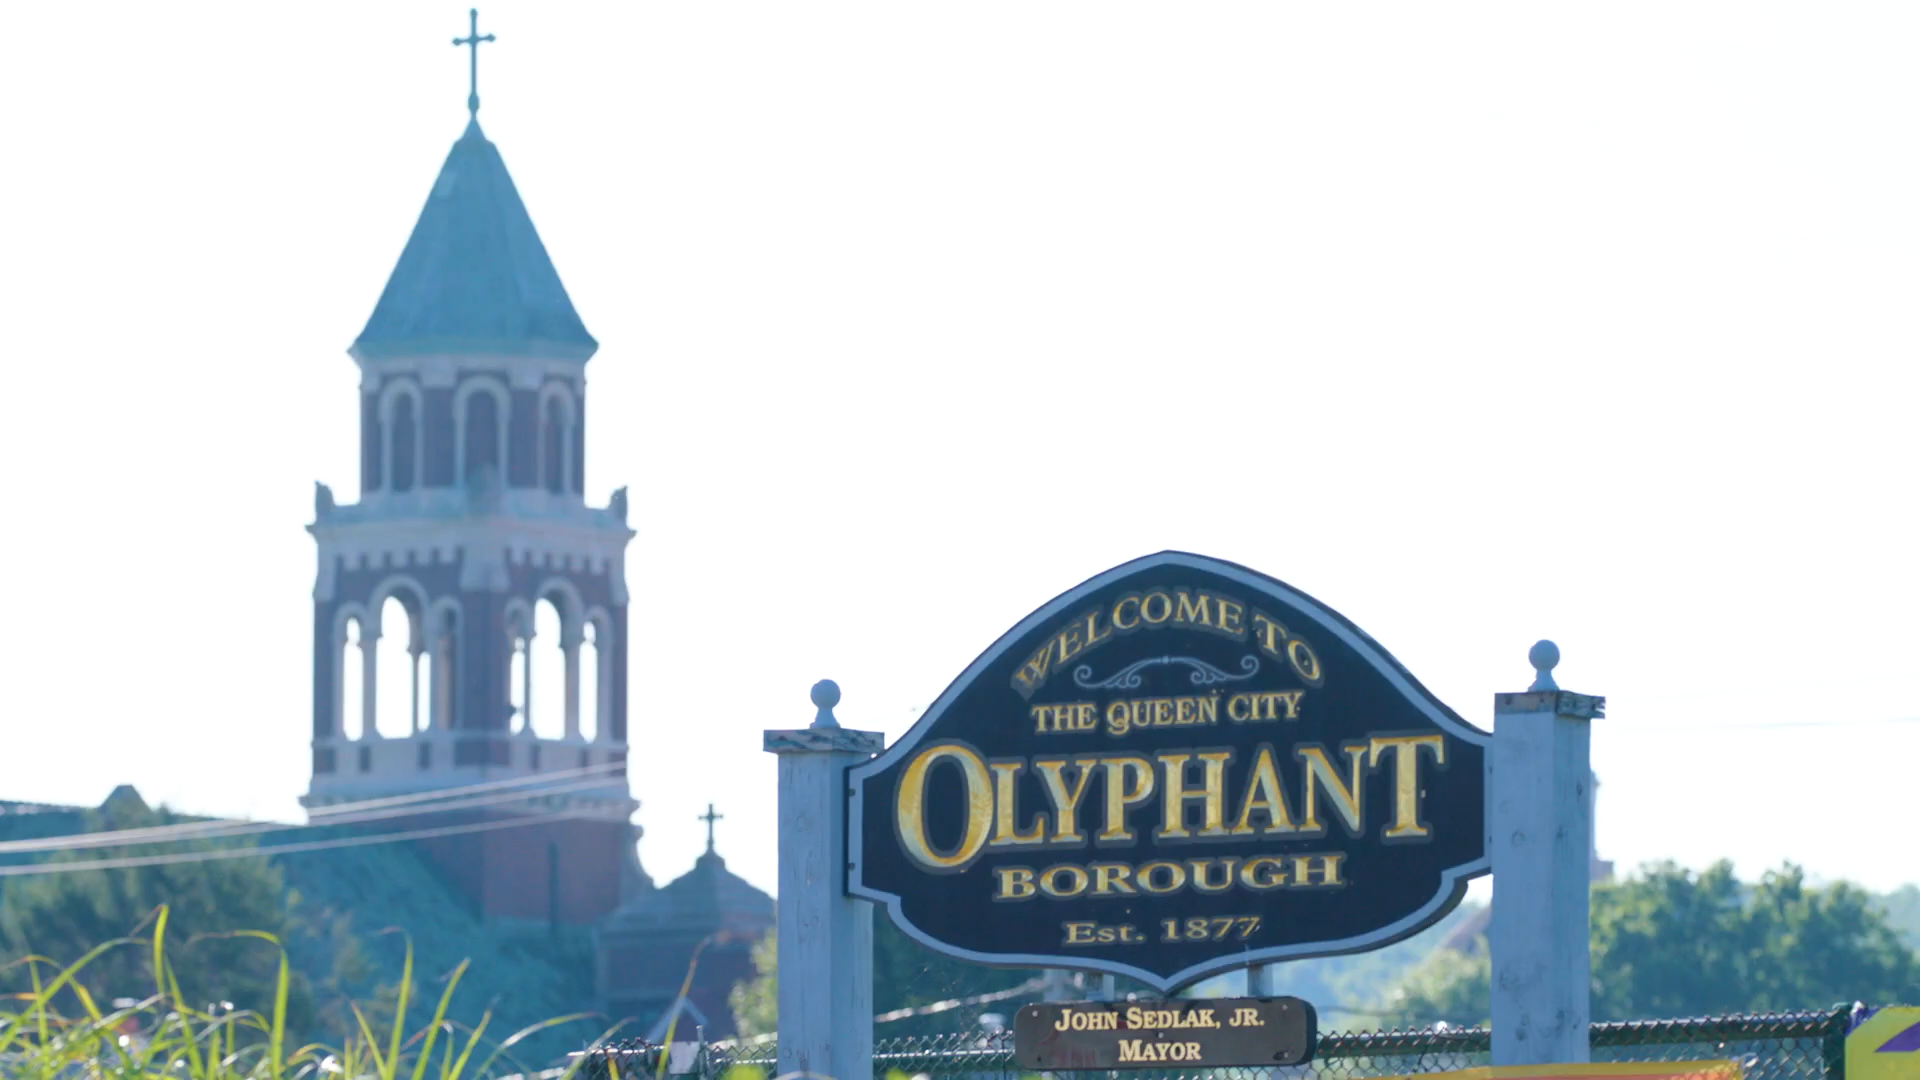 WELCOME TO
THE QUEEN CITY
OLYPHANT
BOROUGH
Est. 1877
JOHN SEDLAK, JR.
MAYOR